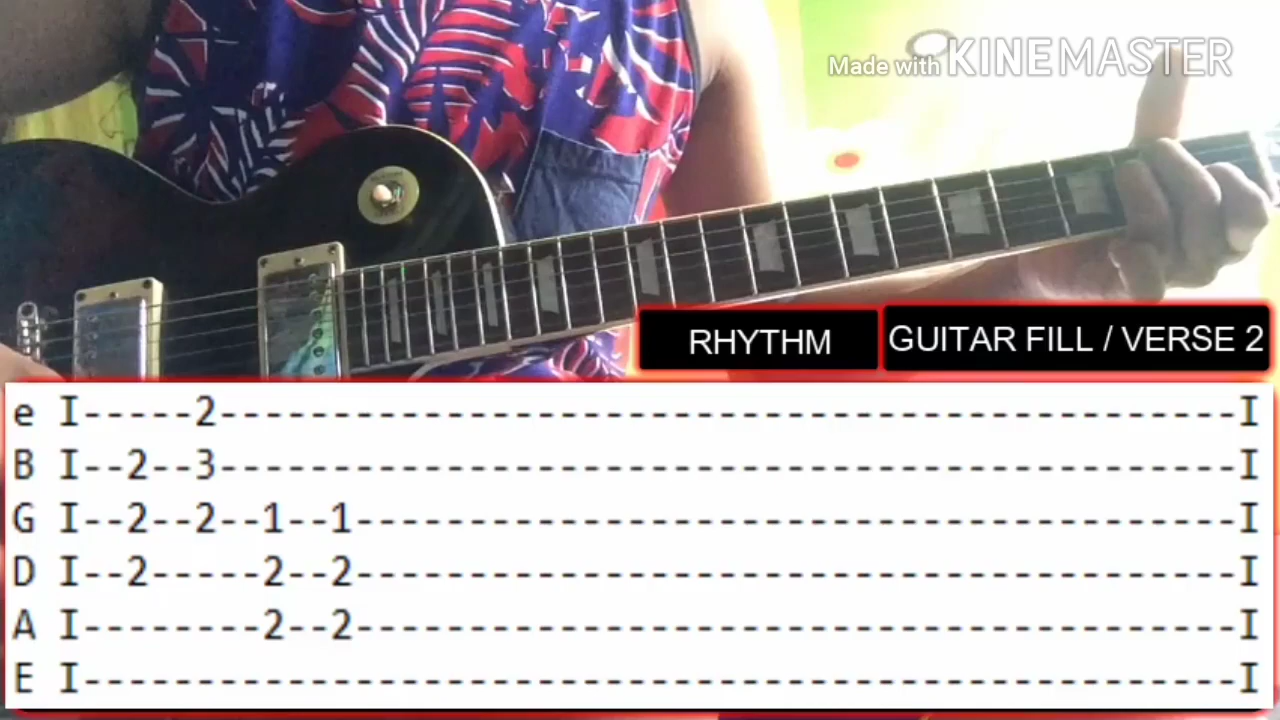 Made with KINEMASTER
RHYTHM
GUITAR FILL / VERSE 2
e I-----2---------------------------------------------I
B I--2--3---------------------------------------------I
G I--2--2--1--1---------------------------------------I
D I--2-----2--2---------------------------------------I
A I--------2--2---------------------------------------I
E I---------------------------------------------------I